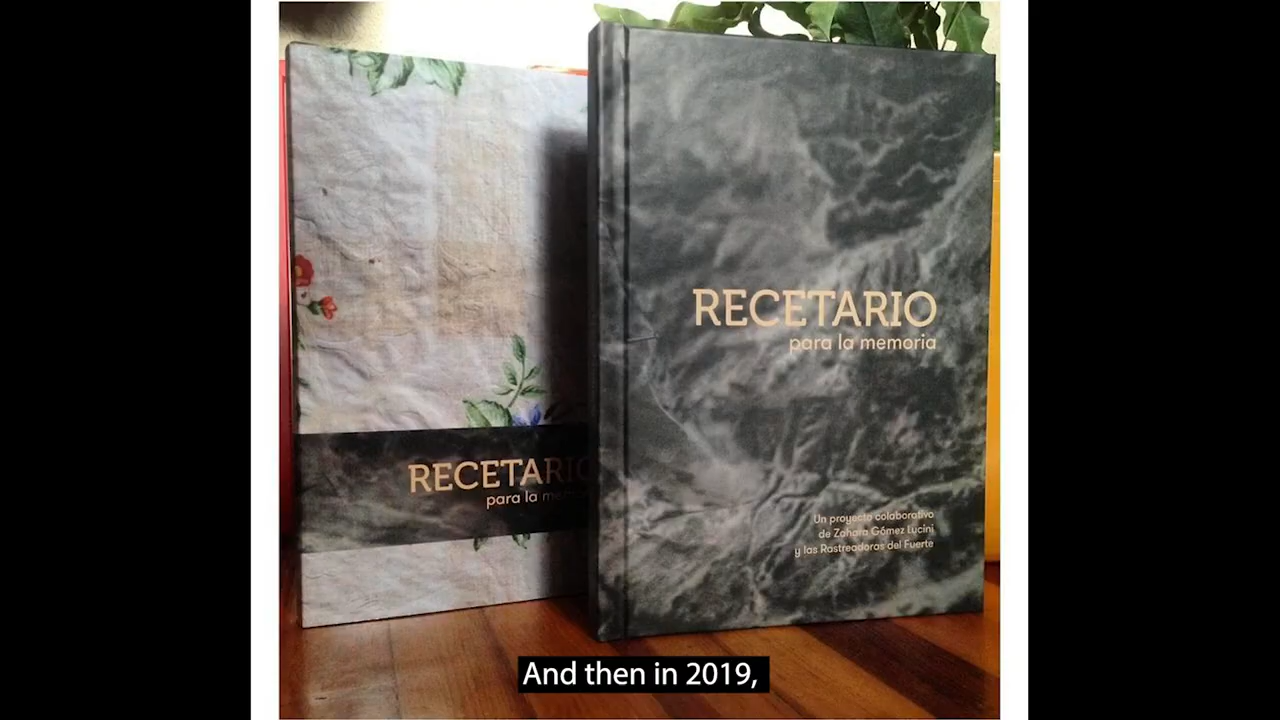 RECETARIO
para la memoria
Un proyecto colaborativo
de Zahara Gómez Lucini
y las Rastreadoras del Fuerte
RECETARIO
para la
And then in 2019,